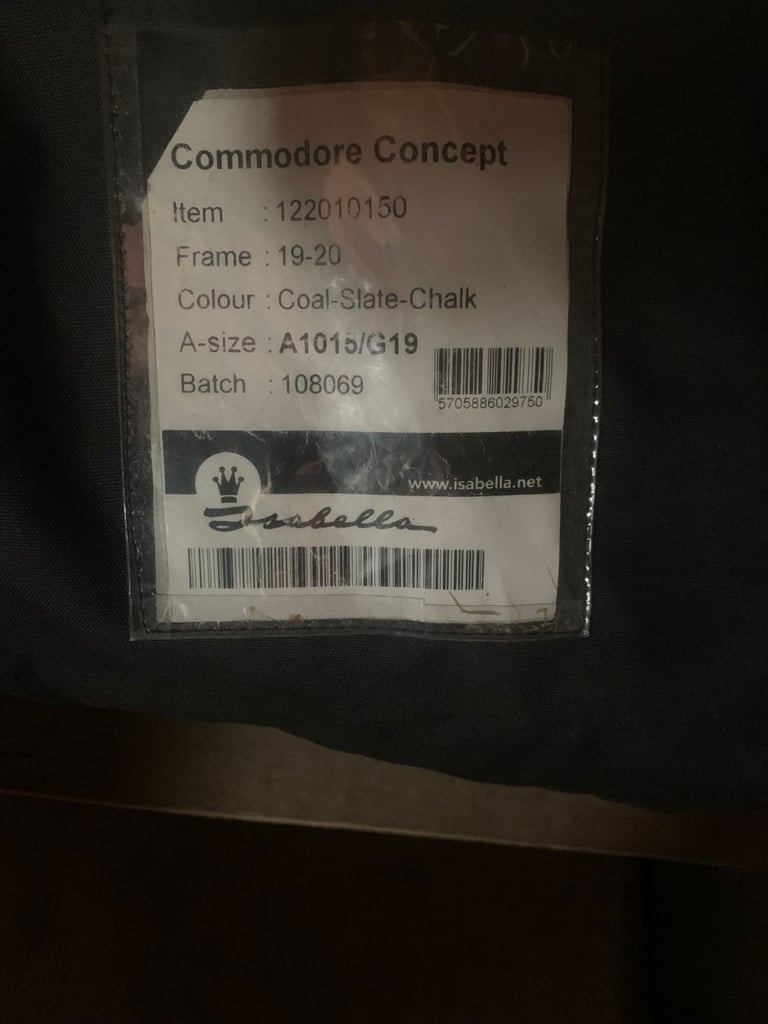 Commodore Concept
Item : 122010150
Frame : 19-20
Colour : Coal-Slate-Chalk
A-size : A1015/G19
Batch : 108069
5705886029750
www.isabella.net
Isabella